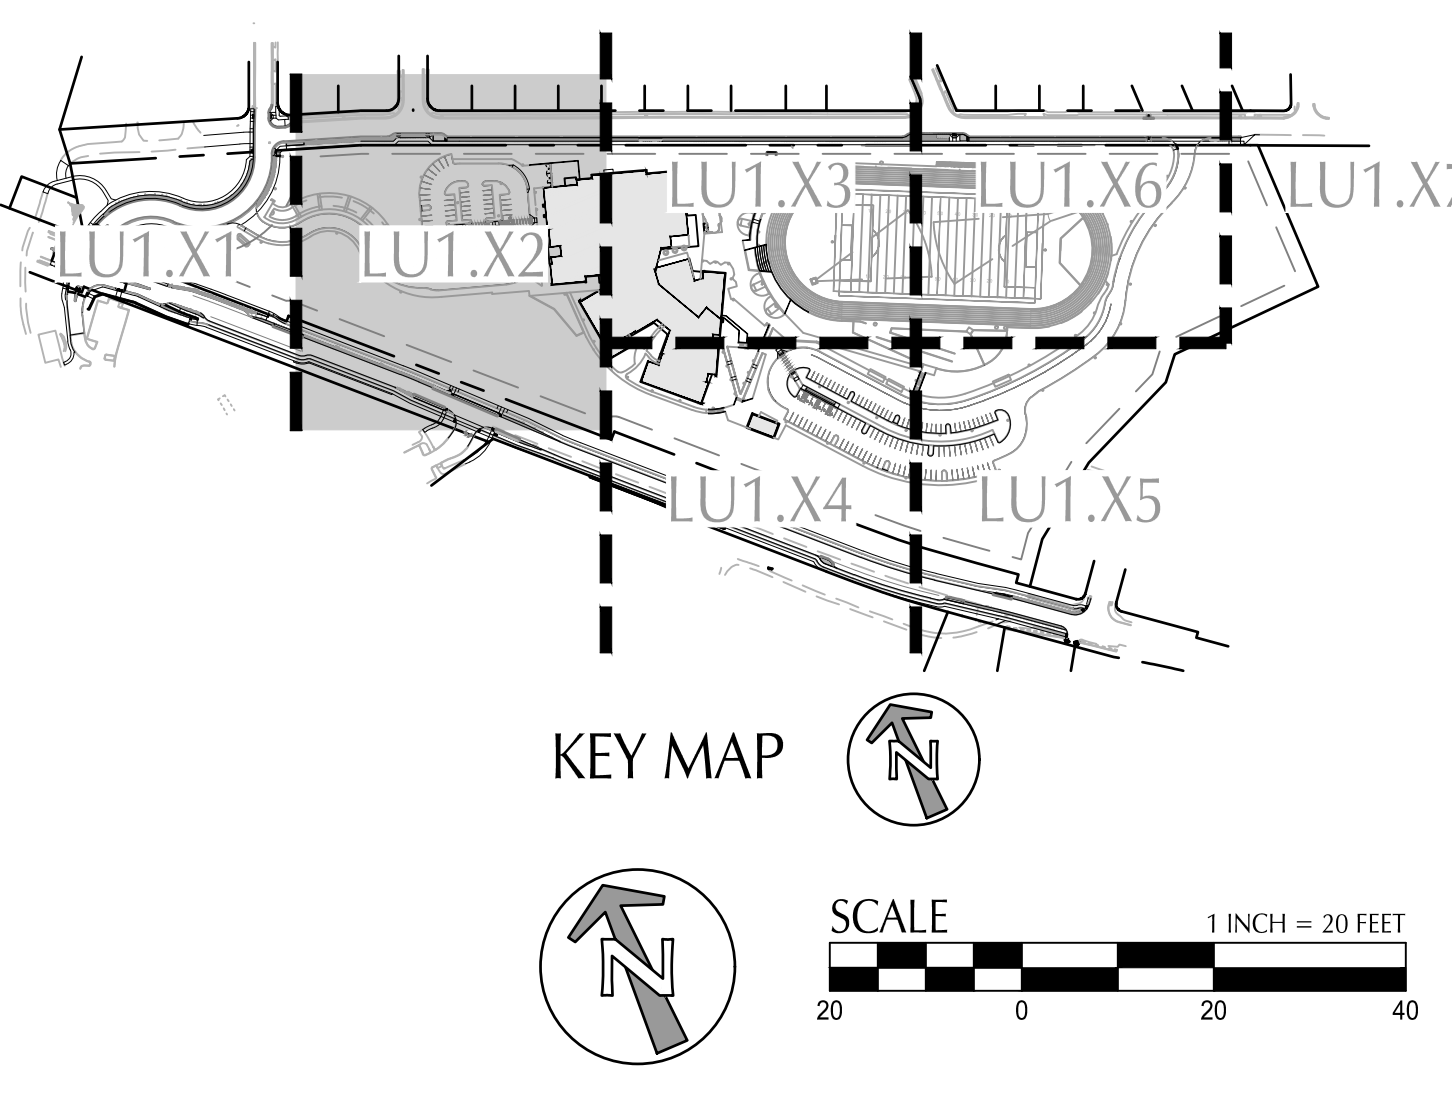 LU1.X3
LU1.X6
LU1.X7
LU1.X1
LU1.X2
LU1.X4
LU1.X5
KEY MAP
N
N
SCALE
1 INCH = 20 FEET
20 0 20 40